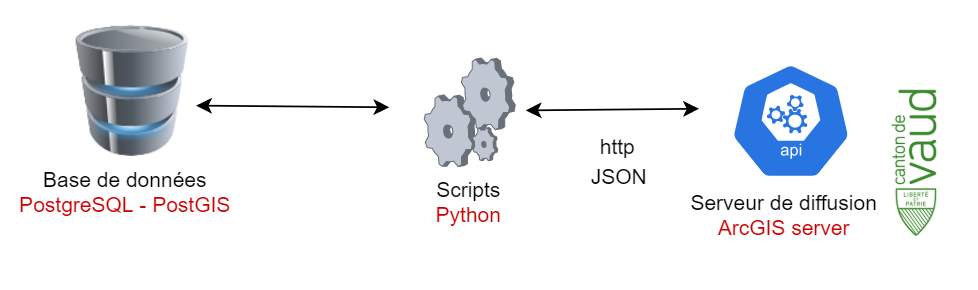 Base de données
PostgreSQL - PostGIS
Scripts
Python
http
JSON
api
Serveur de diffusion
ArcGIS server
canton de
vaud
LIBERTÉ
ET
PATRIE